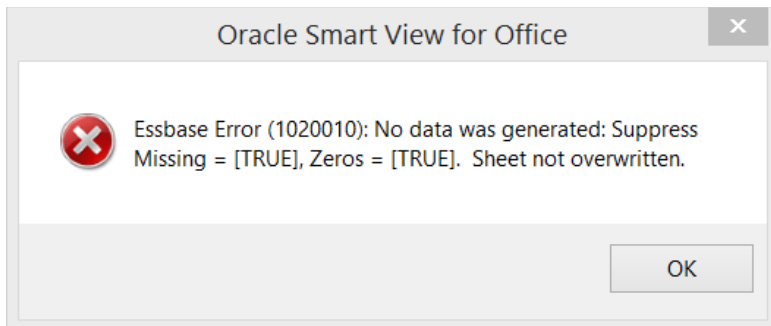 Oracle Smart View for Office
Essbase Error (1020010): No data was generated: Suppress
Missing = [TRUE], Zeros = [TRUE].  Sheet not overwritten.
OK